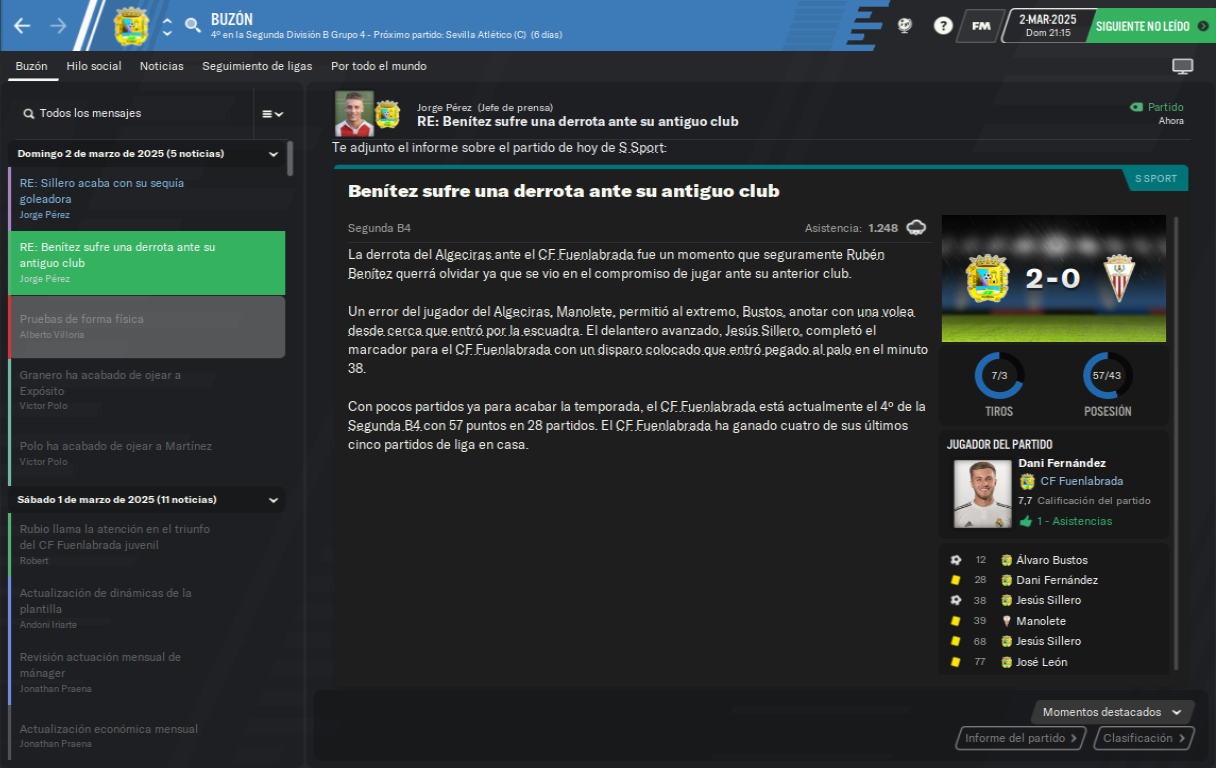 BUZÓN
4º en la Segunda División B Grupo 4 - Próximo partido: Sevilla Atlético (C) (6 días)
?
FM
2-MAR-2025
Dom 21:15
SIGUIENTE NO LEÍDO
Buzón
Hilo social
Noticias
Seguimiento de ligas
Por todo el mundo
Todos los mensajes
Domingo 2 de marzo de 2025 (5 noticias)
RE: Sillero acaba con su sequía
goleadora
Jorge Pérez
RE: Benítez sufre una derrota ante su
antiguo club
Jorge Pérez
Pruebas de forma física
Alberto Villoria
Granero ha acabado de ojear a
Expósito
Víctor Polo
Polo ha acabado de ojear a Martínez
Víctor Polo
Sábado 1 de marzo de 2025 (11 noticias)
Rubio llama la atención en el triunfo
del CF Fuenlabrada juvenil
Robert
Actualización de dinámicas de la
plantilla
Andoni Iriarte
Revisión actuación mensual de
mánager
Jonathan Praena
Actualización económica mensual
Jonathan Praena
Jorge Pérez (Jefe de prensa)
RE: Benítez sufre una derrota ante su antiguo club
Partido
Ahora
Te adjunto el informe sobre el partido de hoy de S Sport:
S SPORT
Benítez sufre una derrota ante su antiguo club
Segunda B4
Asistencia: 1.248
La derrota del Algeciras ante el CF Fuenlabrada fue un momento que seguramente Rubén
Benítez querrá olvidar ya que se vio en el compromiso de jugar ante su anterior club.
Un error del jugador del Algeciras, Manolete, permitió al extremo, Bustos, anotar con una volea
desde cerca que entró por la escuadra. El delantero avanzado, Jesús Sillero, completó el
marcador para el CF Fuenlabrada con un disparo colocado que entró pegado al palo en el minuto
38.
Con pocos partidos ya para acabar la temporada, el CF Fuenlabrada está actualmente el 4º de la
Segunda B4 con 57 puntos en 28 partidos. El CF Fuenlabrada ha ganado cuatro de sus últimos
cinco partidos de liga en casa.
2-0
7/3
TIROS
57/43
POSESIÓN
JUGADOR DEL PARTIDO
Dani Fernández
CF Fuenlabrada
7,7 Calificación del partido
1 - Asistencias
12 Álvaro Bustos
28 Dani Fernández
38 Jesús Sillero
39 Manolete
68 Jesús Sillero
77 José León
Momentos destacados
Informe del partido
Clasificación